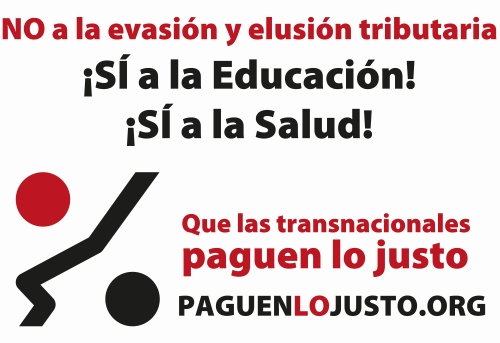 NO a la evasión y elusión tributaria
¡SÍ a la Educación!
¡SÍ a la Salud!
Que las transnacionales
paguen lo justo
PAGUENLOJUSTO.ORG